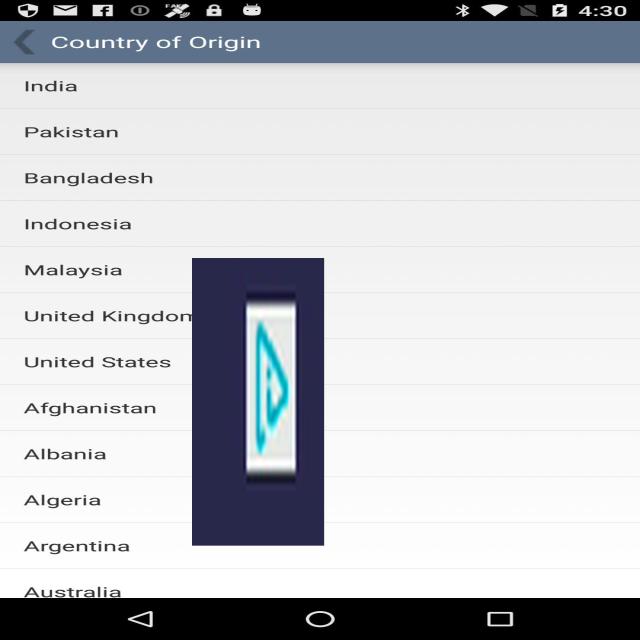 4:30
Country of Origin
India
Pakistan
Bangladesh
Indonesia
Malaysia
United Kingdom
United States
Afghanistan
Albania
Algeria
Argentina
Australia